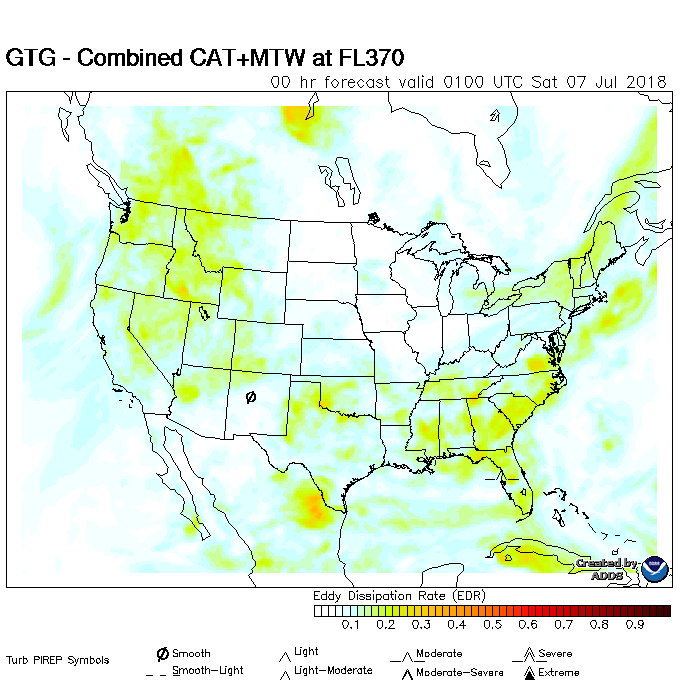 GTG - Combined CAT+MTW at FL370
00 hr forecast valid 0100 UTC Sat 07 Jul 2018
Created by
ADDS
Eddy Dissipation Rate (EDR)
0.1 0.2 0.3 0.4 0.5 0.6 0.7 0.8 0.9
Turb PIREP Symbols
Smooth Light Moderate Severe
Smooth-Light Light-Moderate Moderate-Severe Extreme